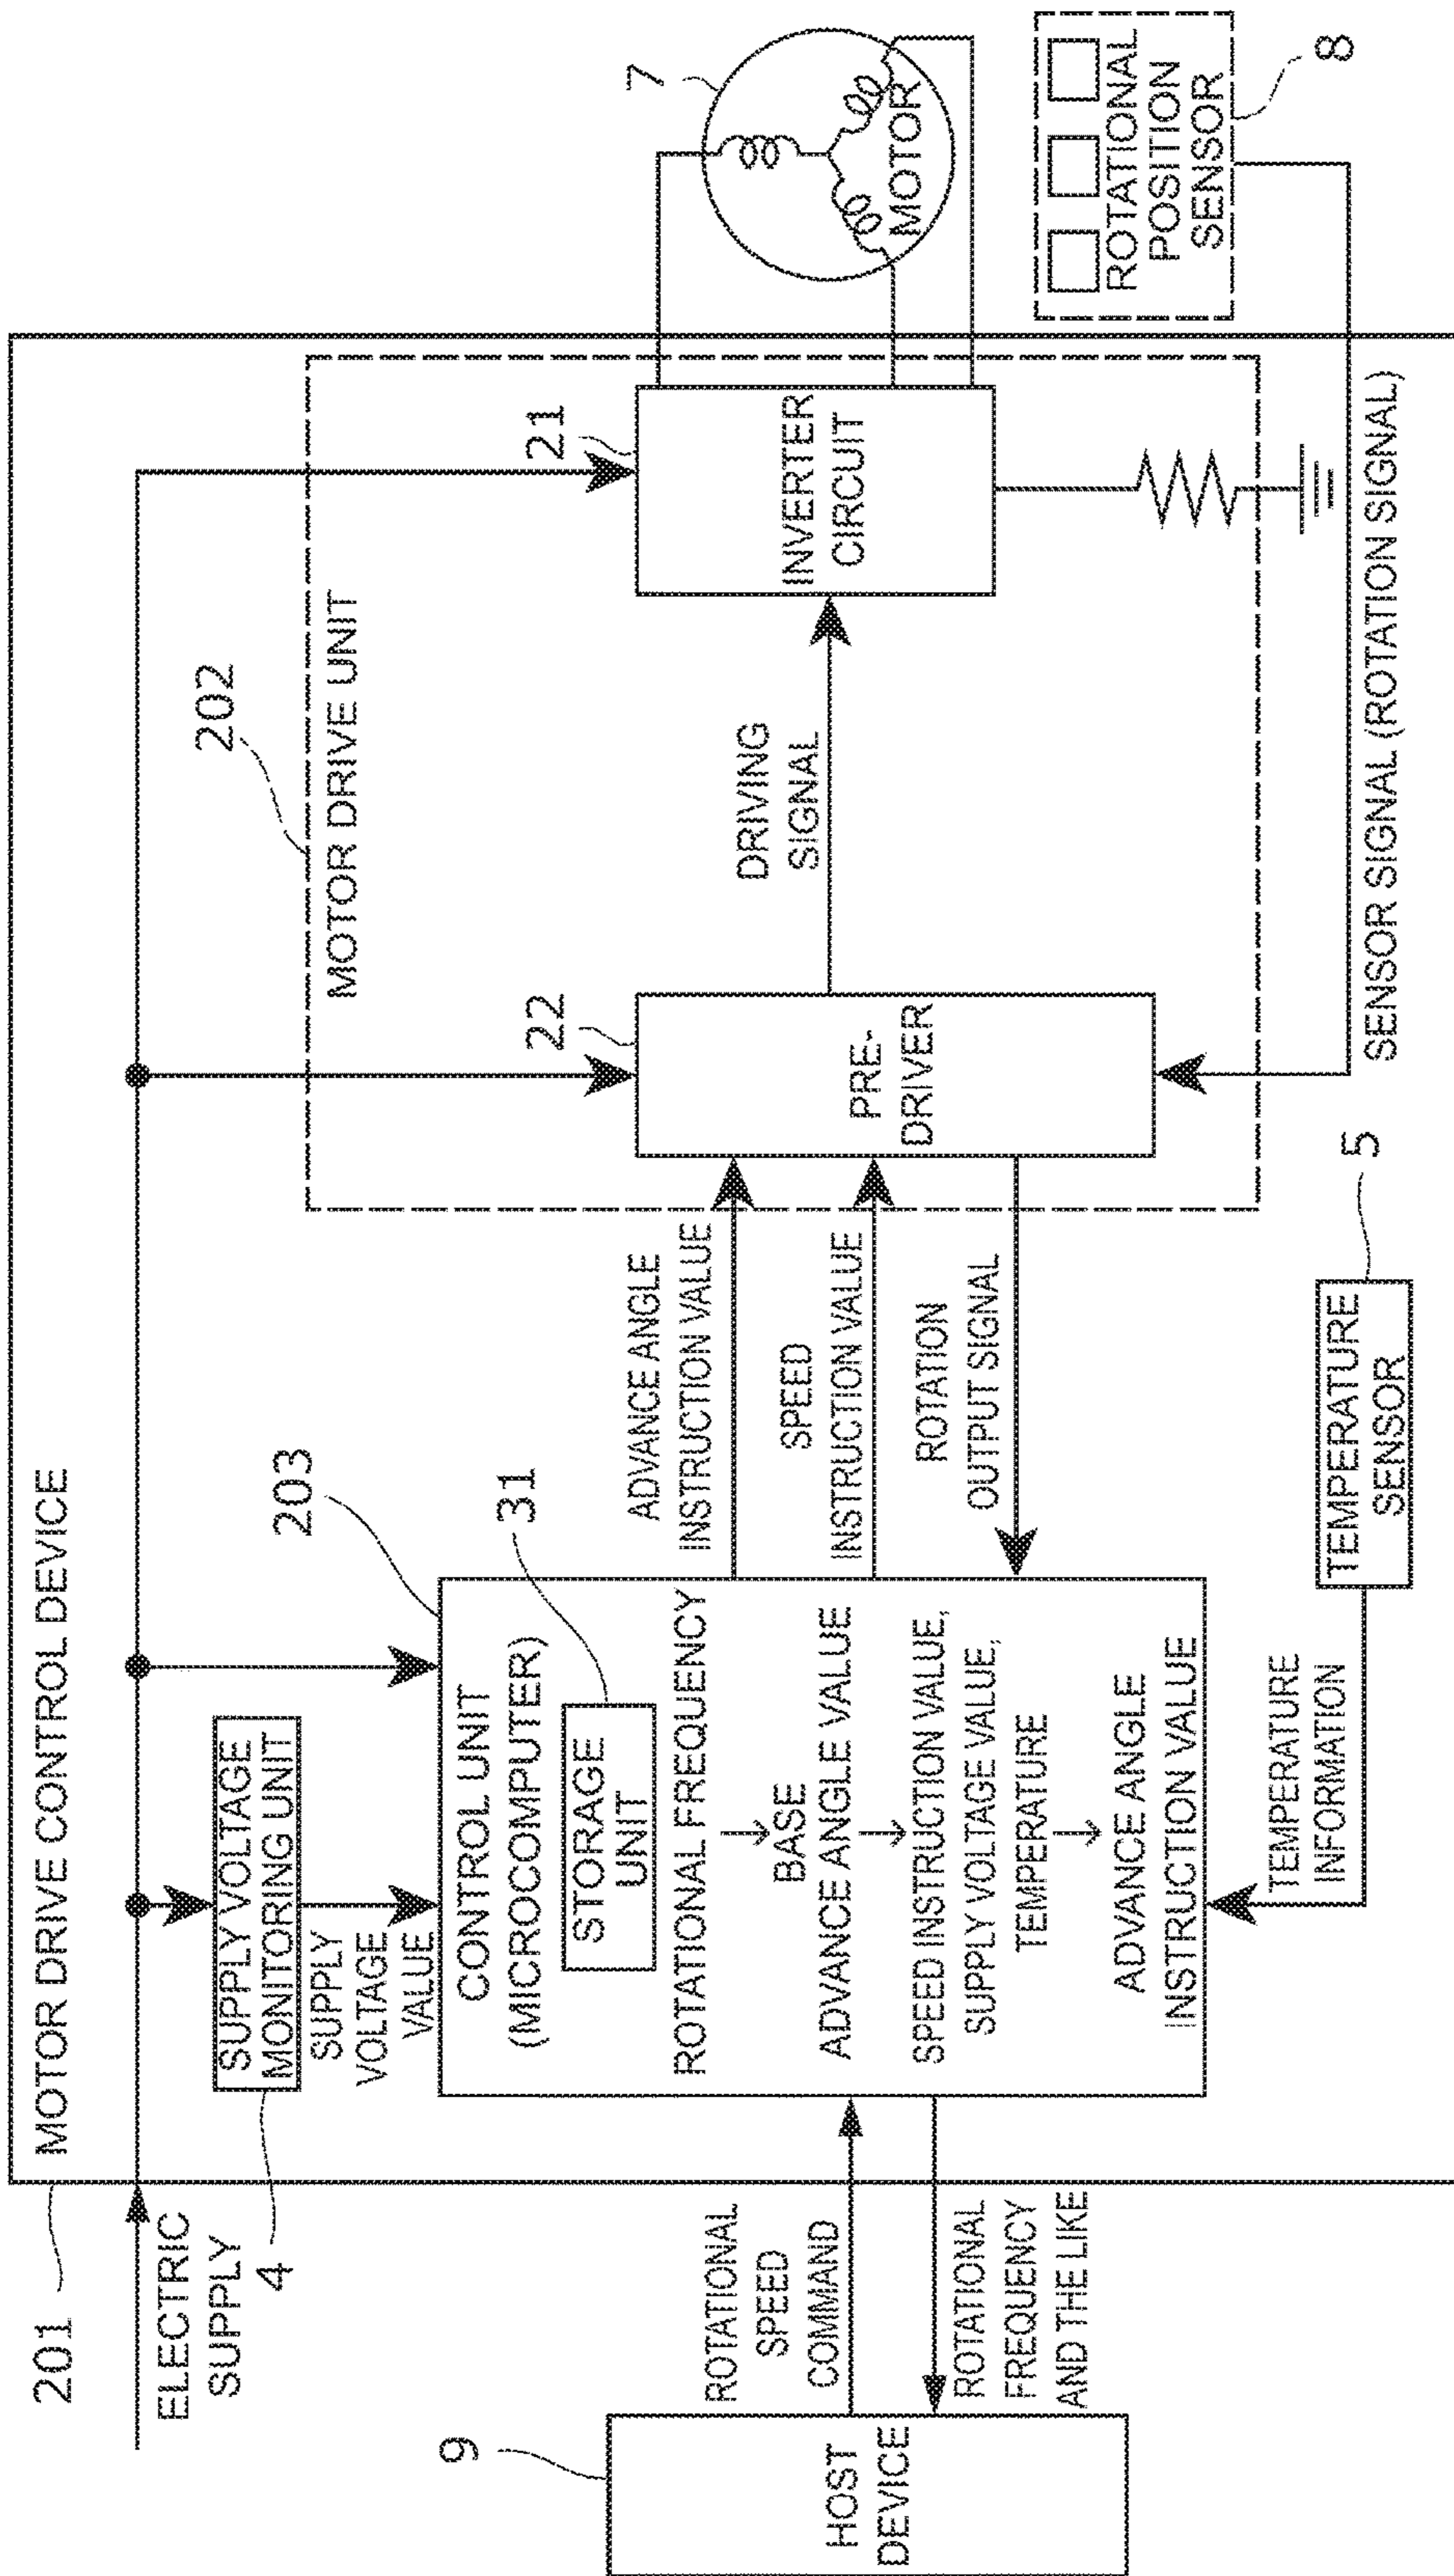 201
MOTOR DRIVE CONTROL DEVICE
ELECTRIC
SUPPLY
4
SUPPLY VOLTAGE
MONITORING UNIT
SUPPLY
VOLTAGE
VALUE
203
CONTROL UNIT
(MICROCOMPUTER)
31
STORAGE
UNIT
ROTATIONAL FREQUENCY
→
BASE
ADVANCE ANGLE VALUE
→
SPEED INSTRUCTION VALUE,
SUPPLY VOLTAGE VALUE,
TEMPERATURE
→
ADVANCE ANGLE
INSTRUCTION VALUE
9
HOST
DEVICE
ROTATIONAL
SPEED
COMMAND
ROTATIONAL
FREQUENCY
AND THE LIKE
ADVANCE ANGLE
INSTRUCTION VALUE
SPEED
INSTRUCTION VALUE
ROTATION
OUTPUT SIGNAL
TEMPERATURE
INFORMATION
5
TEMPERATURE
SENSOR
202
MOTOR DRIVE UNIT
22
PRE-
DRIVER
DRIVING
SIGNAL
21
INVERTER
CIRCUIT
SENSOR SIGNAL (ROTATION SIGNAL)
7
MOTOR
ROTATIONAL
POSITION
SENSOR
8